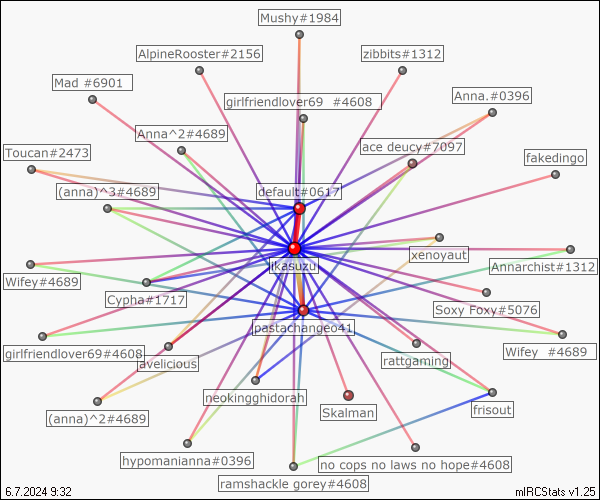 Mushy#1984
AlpineRooster#2156
zibbits#1312
Mad #6901
girlfriendlover69 #4608
Anna.#0396
Anna^2#4689
ace deucy#7097
Toucan#2473
fakedingo
(anna)^3#4689
default#0617
xenoyaut
ikasuzu
Annarchist#1312
Wifey#4689
Cypha#1717
Soxy Foxy#5076
pastachangeo41
girlfriendlover69#4608
avelicious
rattgaming
Wifey #4689
neokingghidorah
(anna)^2#4689
Skalman
frisout
hypomanianna#0396
no cops no laws no hope#4608
ramshackle gorey#4608
6.7.2024 9:32
mIRCStats v1.25